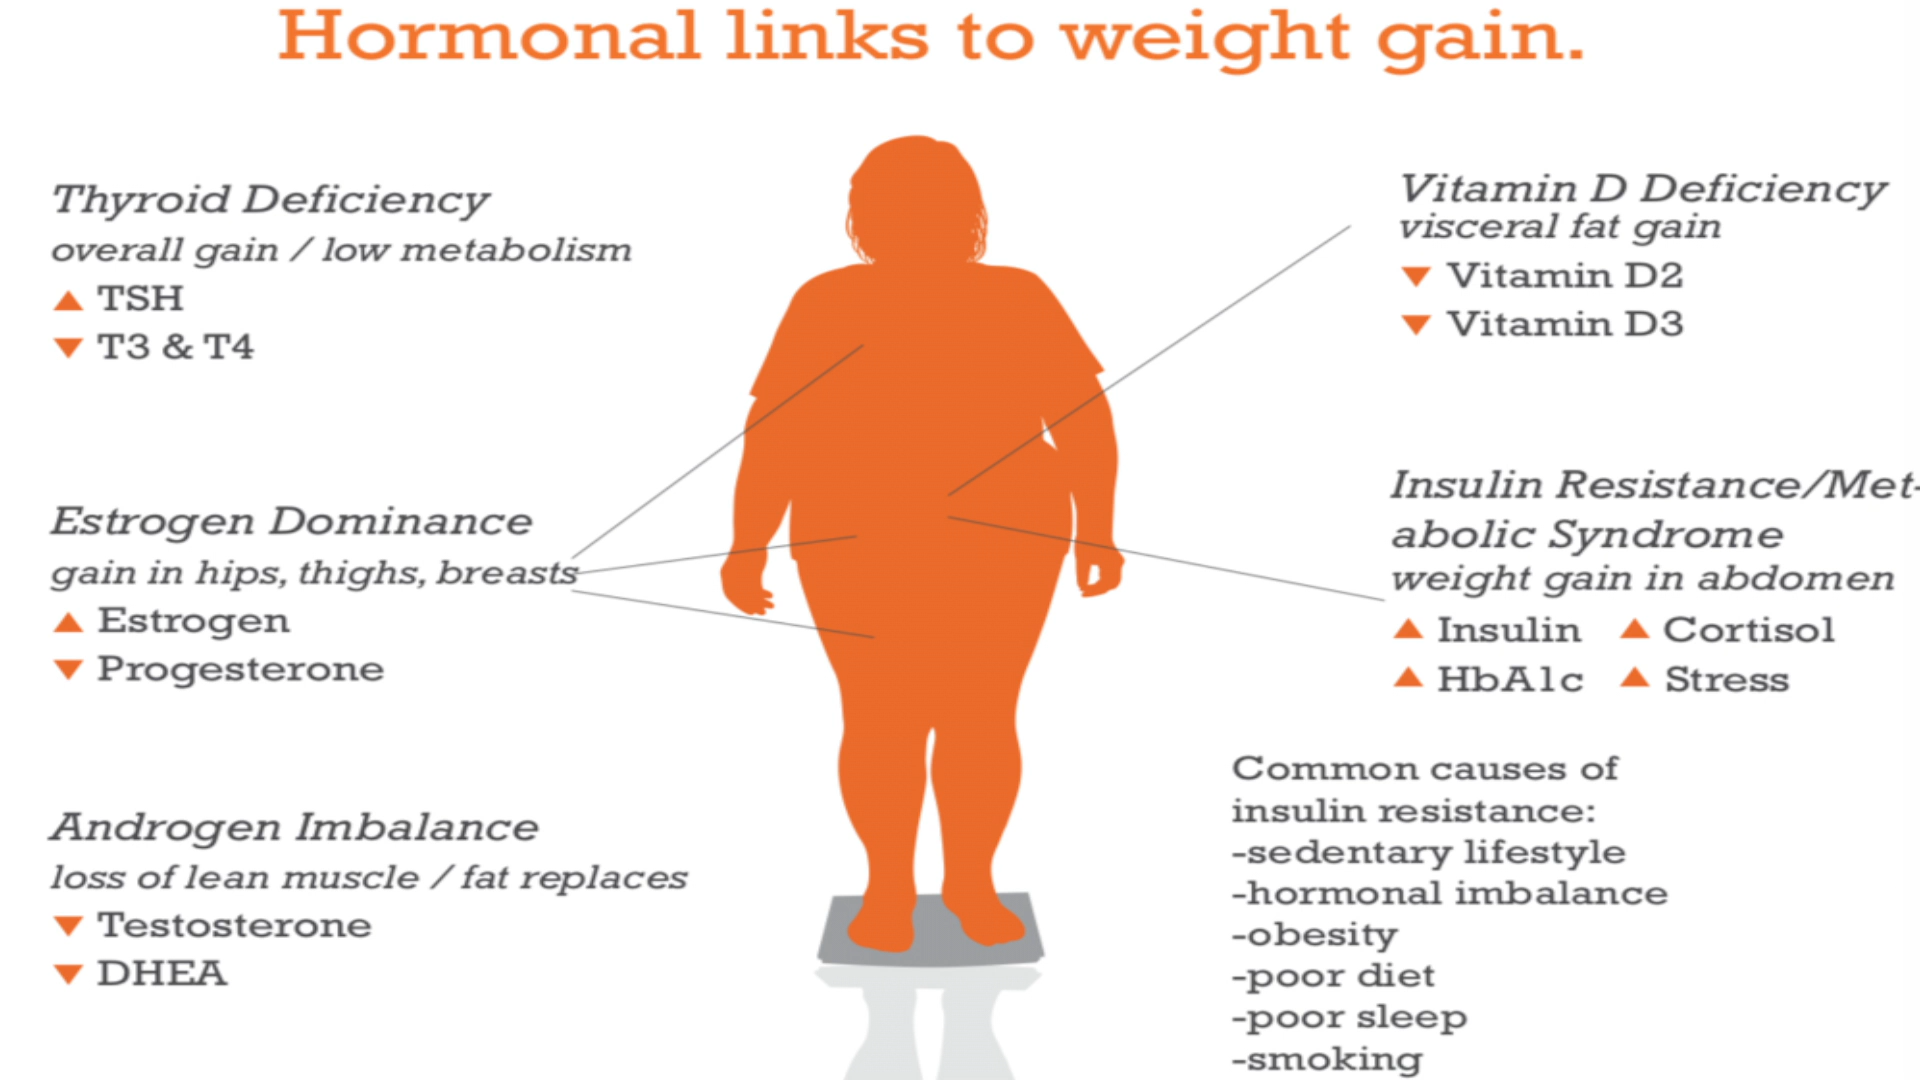 Hormonal links to weight gain.
Thyroid Deficiency
overall gain / low metabolism
▲ TSH
▼ T3 & T4
Estrogen Dominance
gain in hips, thighs, breasts
▲ Estrogen
▼ Progesterone
Androgen Imbalance
loss of lean muscle / fat replaces
▼ Testosterone
▼ DHEA
Vitamin D Deficiency
visceral fat gain
▼ Vitamin D2
▼ Vitamin D3
Insulin Resistance/Met-
abolic Syndrome
weight gain in abdomen
▲ Insulin ▲ Cortisol
▲ HbA1c ▲ Stress
Common causes of
insulin resistance:
-sedentary lifestyle
-hormonal imbalance
-obesity
-poor diet
-poor sleep
-smoking